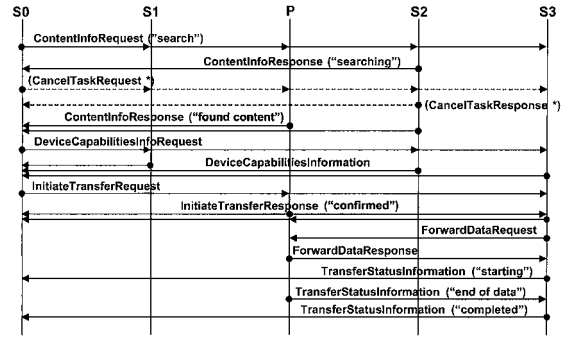 S0 S1 P S2 S3
ContentInfoRequest ("search")
ContentInfoResponse ("searching")
(CancelTaskRequest *)
(CancelTaskResponse *)
ContentInfoResponse ("found content")
DeviceCapabilitiesInfoRequest
DeviceCapabilitiesInformation
InitiateTransferRequest
InitiateTransferResponse ("confirmed")
ForwardDataRequest
ForwardDataResponse
TransferStatusInformation ("starting")
TransferStatusInformation ("end of data")
TransferStatusInformation ("completed")